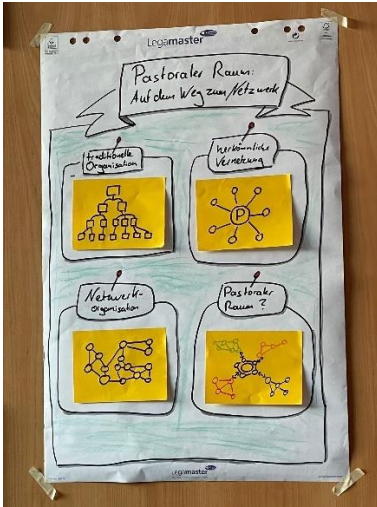 Legamaster
Pastoraler Raum:
Auf dem Weg zum Netzwerk
traditionelle
Organisation
herkömmliche
Vernetzung
P
Netzwerk-
organisation
Pastoraler
Raum?
Legamaster